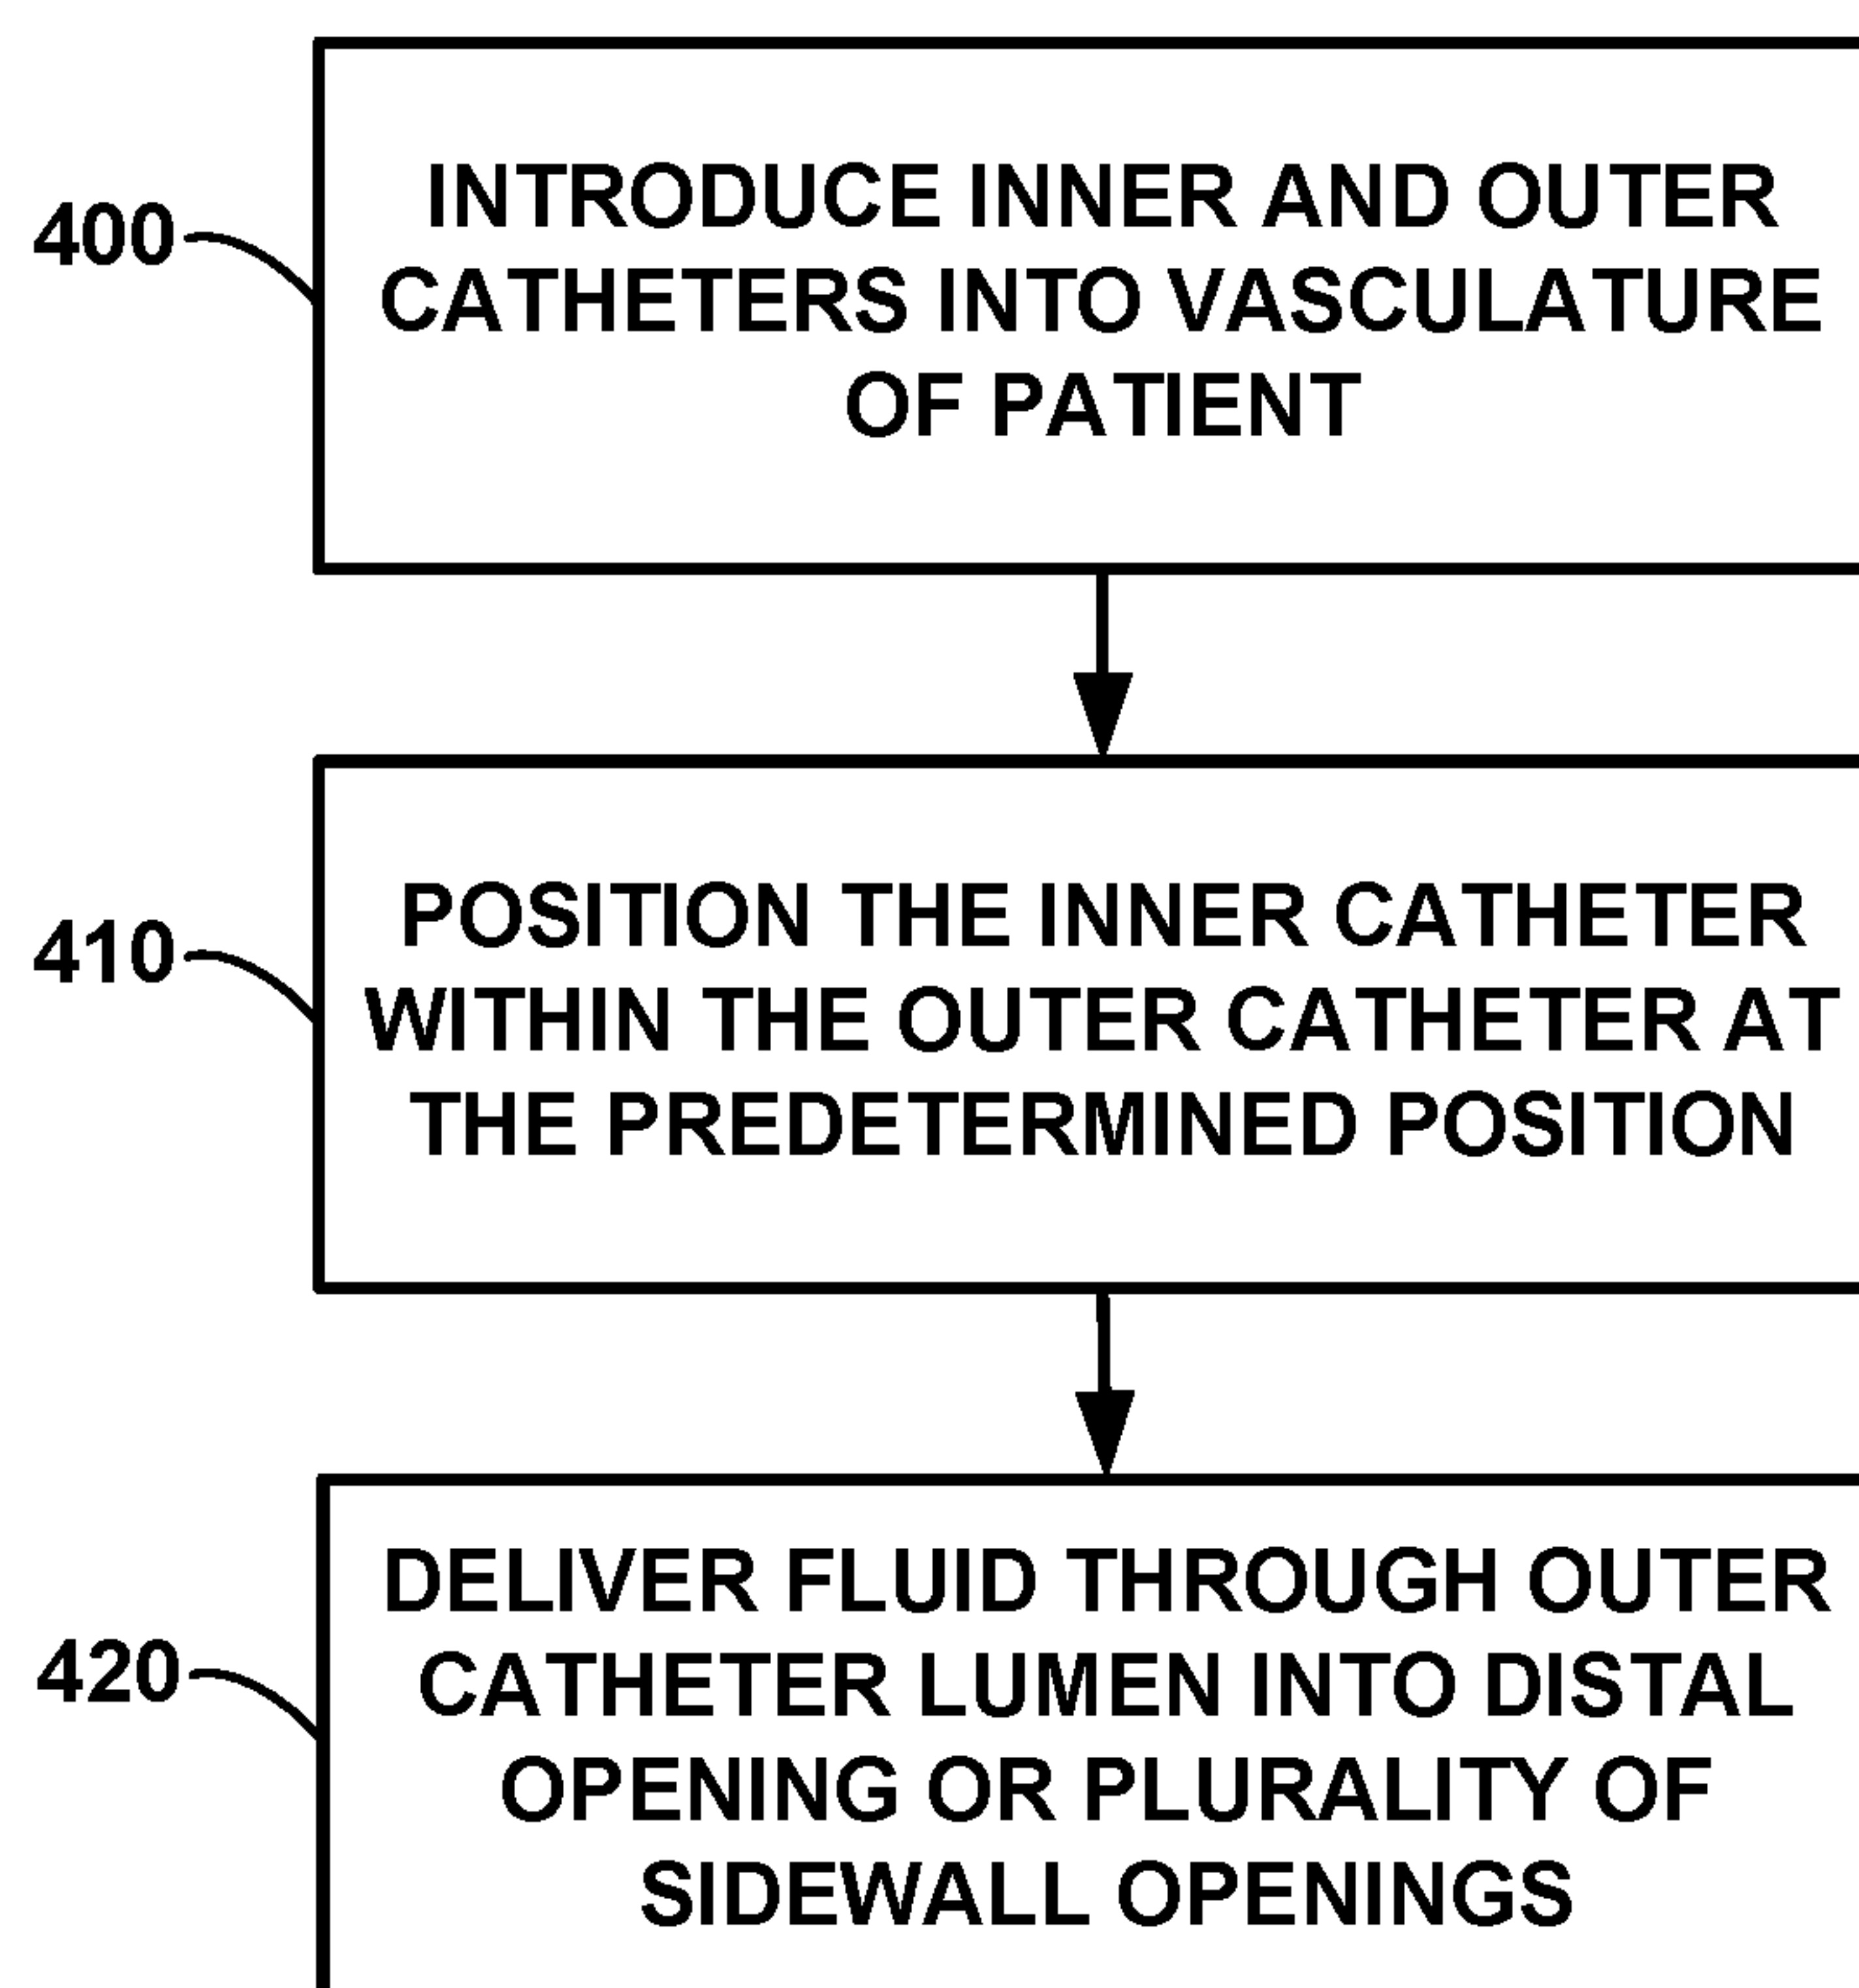 400
INTRODUCE INNER AND OUTER
CATHETERS INTO VASCULATURE
OF PATIENT
410
POSITION THE INNER CATHETER
WITHIN THE OUTER CATHETER AT
THE PREDETERMINED POSITION
420
DELIVER FLUID THROUGH OUTER
CATHETER LUMEN INTO DISTAL
OPENING OR PLURALITY OF
SIDEWALL OPENINGS